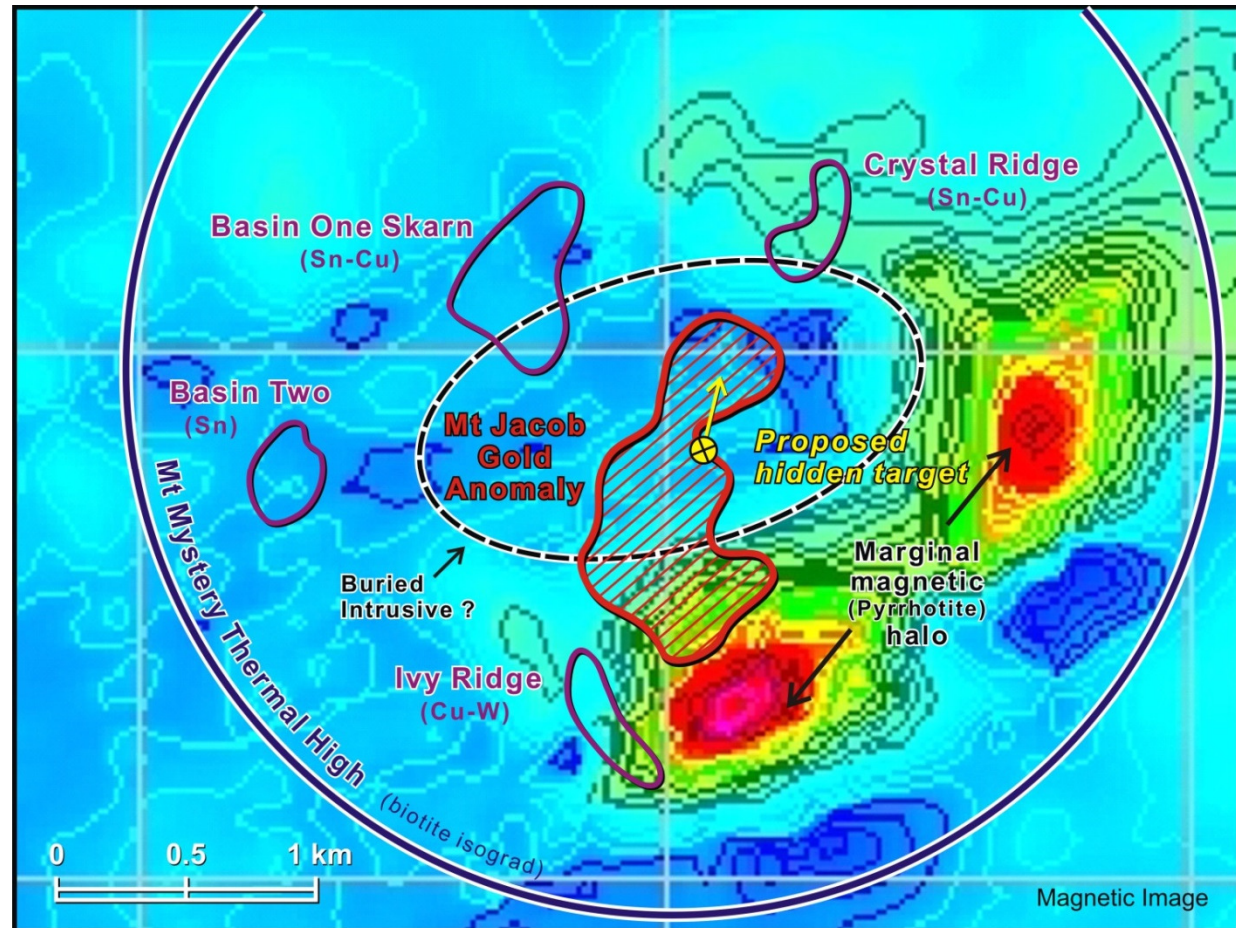 Crystal Ridge
(Sn-Cu)
Basin One Skarn
(Sn-Cu)
Basin Two
(Sn)
Mt Jacob
Gold
Anomaly
Proposed
hidden target
Buried
Intrusive ?
Marginal
magnetic
(Pyrrhotite)
halo
Ivy Ridge
(Cu-W)
Mt Mystery Thermal High (biotite isograd)
0 0.5 1 km
Magnetic Image